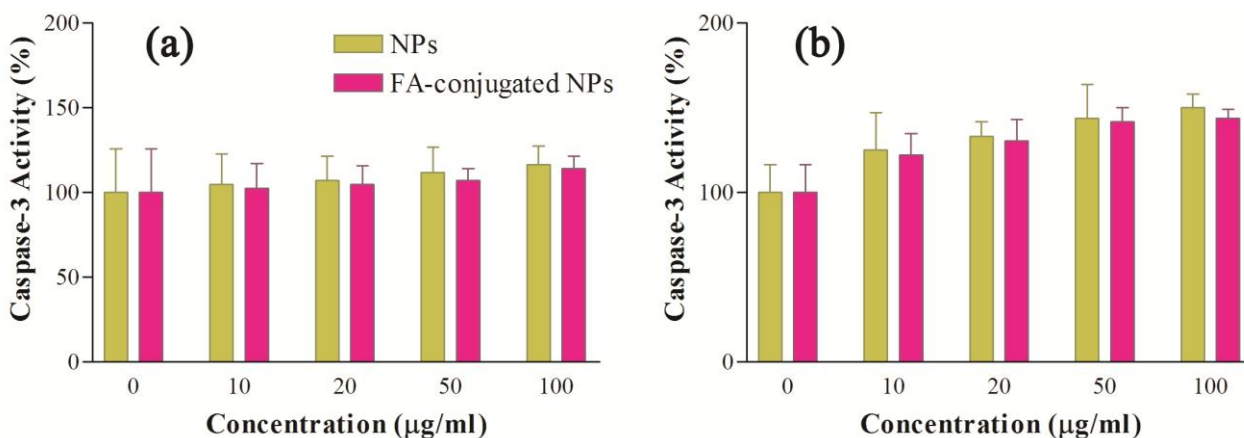 (a)
NPs
FA-conjugated NPs
Caspase-3 Activity (%)
200
150
100
50
0
0 10 20 50 100
Concentration (μg/ml)
(b)
Caspase-3 Activity (%)
200
100
0
0 10 20 50 100
Concentration (μg/ml)